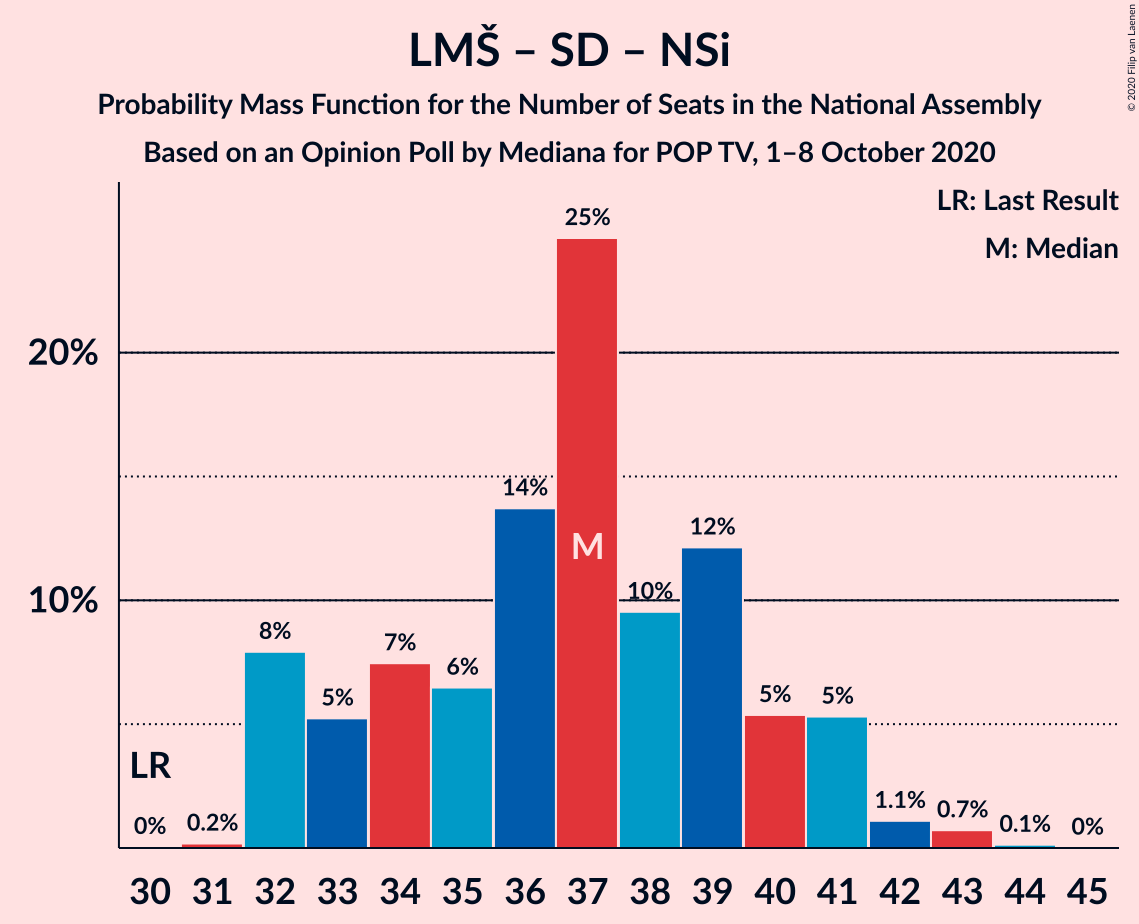 LMŠ – SD – NSi
Probability Mass Function for the Number of Seats in the National Assembly
Based on an Opinion Poll by Mediana for POP TV, 1–8 October 2020
© 2020 Filip van Laenen
LR: Last Result
M: Median
25%
20%
14%
M
12%
10%
10%
8%
5%
7%
6%
5%
5%
LR
0%
0.2%
1.1%
0.7%
0.1%
0%
30 31 32 33 34 35 36 37 38 39 40 41 42 43 44 45